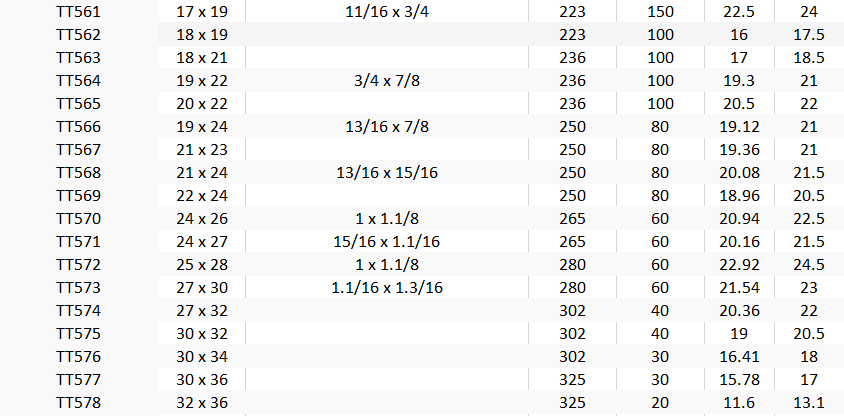 TT561 17 x 19 11/16 x 3/4 223 150 22.5 24
TT562 18 x 19 223 100 16 17.5
TT563 18 x 21 236 100 17 18.5
TT564 19 x 22 3/4 x 7/8 236 100 19.3 21
TT565 20 x 22 236 100 20.5 22
TT566 19 x 24 13/16 x 7/8 250 80 19.12 21
TT567 21 x 23 250 80 19.36 21
TT568 21 x 24 13/16 x 15/16 250 80 20.08 21.5
TT569 22 x 24 250 80 18.96 20.5
TT570 24 x 26 1 x 1.1/8 265 60 20.94 22.5
TT571 24 x 27 15/16 x 1.1/16 265 60 20.16 21.5
TT572 25 x 28 1 x 1.1/8 280 60 22.92 24.5
TT573 27 x 30 1.1/16 x 1.3/16 280 60 21.54 23
TT574 27 x 32 302 40 20.36 22
TT575 30 x 32 302 40 19 20.5
TT576 30 x 34 302 30 16.41 18
TT577 30 x 36 325 30 15.78 17
TT578 32 x 36 325 20 11.6 13.1